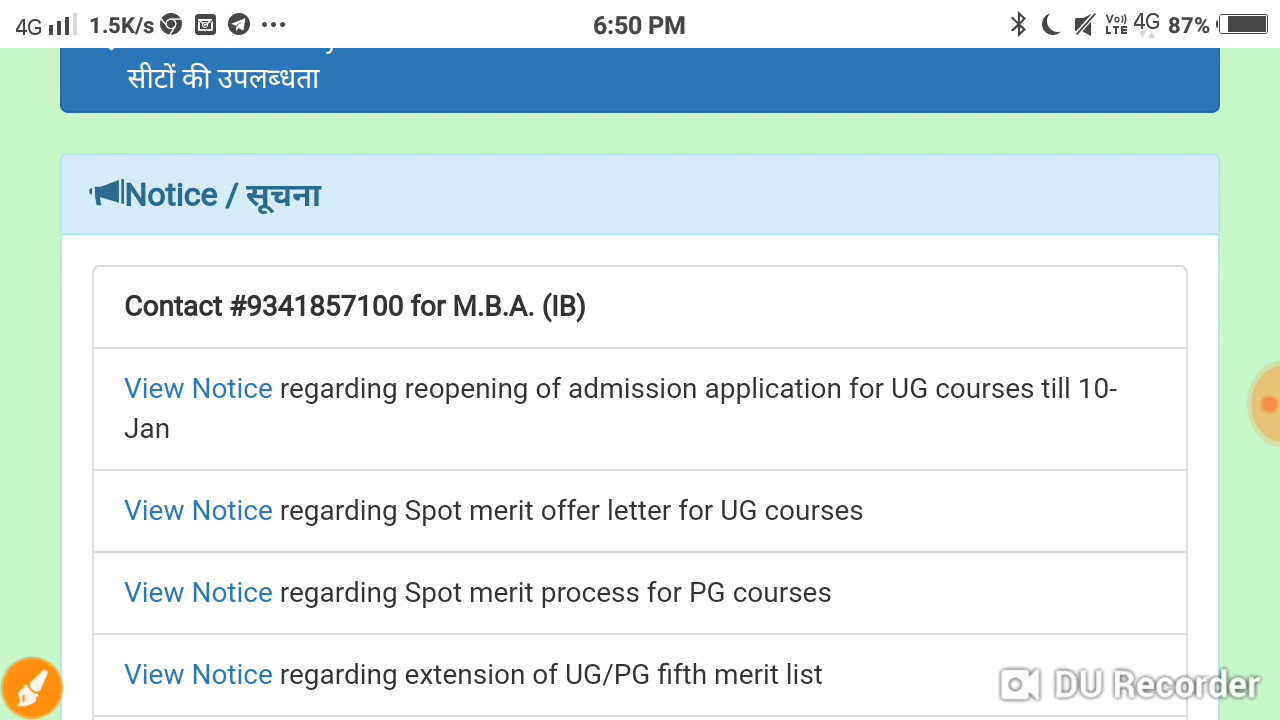 4G 1.5K/s 6:50 PM Vo)) LTE 4G 87%
सीटों की उपलब्धता
Notice / सूचना
Contact #9341857100 for M.B.A. (IB)
View Notice regarding reopening of admission application for UG courses till 10-
Jan
View Notice regarding Spot merit offer letter for UG courses
View Notice regarding Spot merit process for PG courses
View Notice regarding extension of UG/PG fifth merit list
DU Recorder